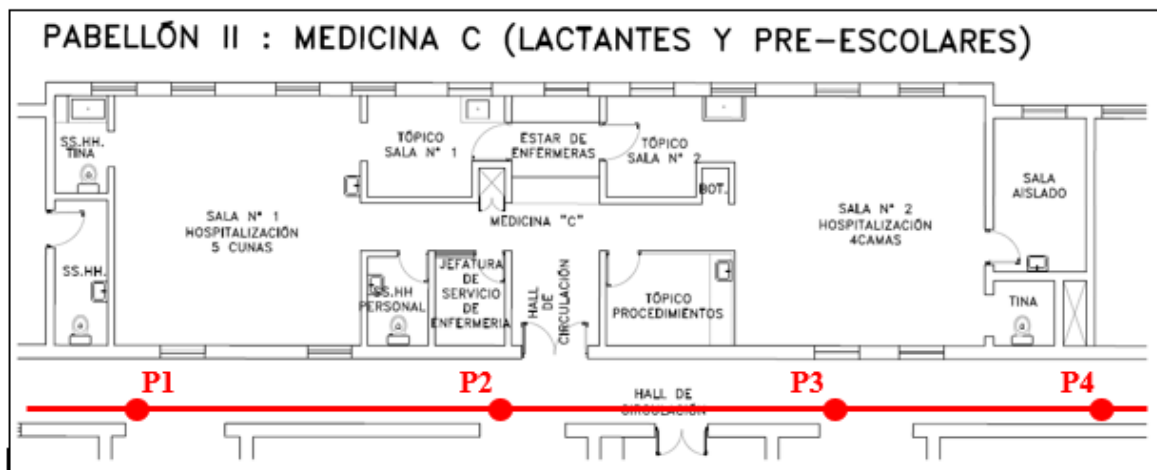 PABELLÓN II : MEDICINA C (LACTANTES Y PRE-ESCOLARES)
SS.HH.
TINA
TÓPICO
SALA N° 1
ESTAR DE
ENFERMERAS
TÓPICO
SALA N° 2
BOT.
SALA
AISLADO
SALA N° 1
HOSPITALIZACIÓN
5 CUNAS
MEDICINA "C"
SALA N° 2
HOSPITALIZACIÓN
4CAMAS
SS.HH.
SS.HH
PERSONAL
JEFATURA
DE
SERVICIO
DE
ENFERMERIA
HALL
DE
CIRCULACIÓN
TÓPICO
PROCEDIMIENTOS
TINA
P1
P2
P3
P4
HALL DE
CIRCULACIÓN